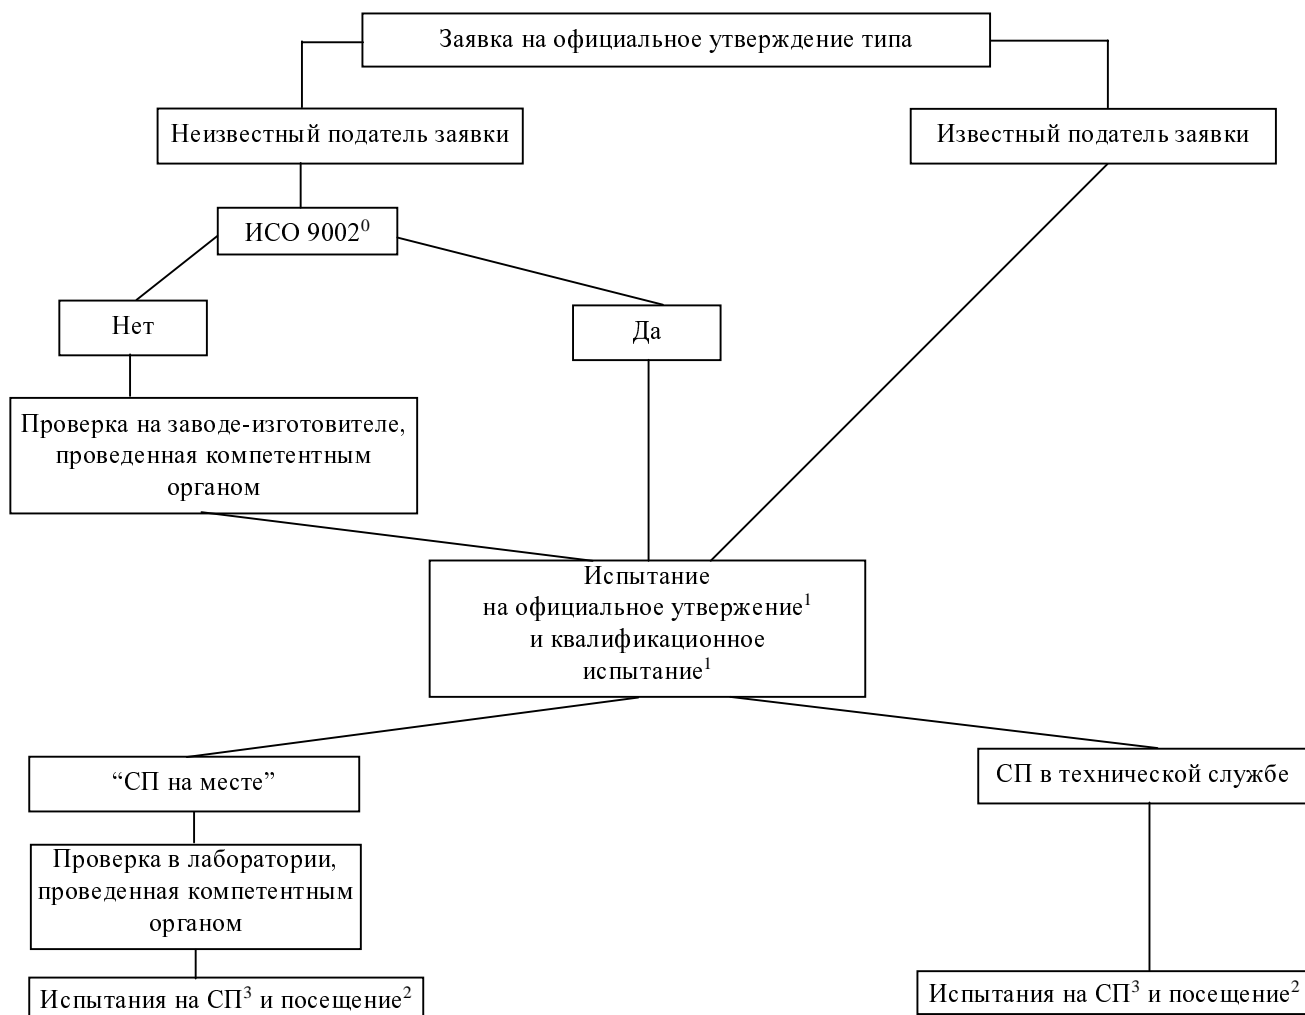 Заявка на официальное утверждение типа
Неизвестный податель заявки
Известный податель заявки
ИСО 9002⁰
Нет
Да
Проверка на заводе-изготовителе,
проведенная компетентным
органом
Испытание
на официальное утвержение¹
и квалификационное
испытание¹
“СП на месте”
СП в технической службе
Проверка в лаборатории,
проведенная компетентным
органом
Испытания на СП³ и посещение²
Испытания на СП³ и посещение²